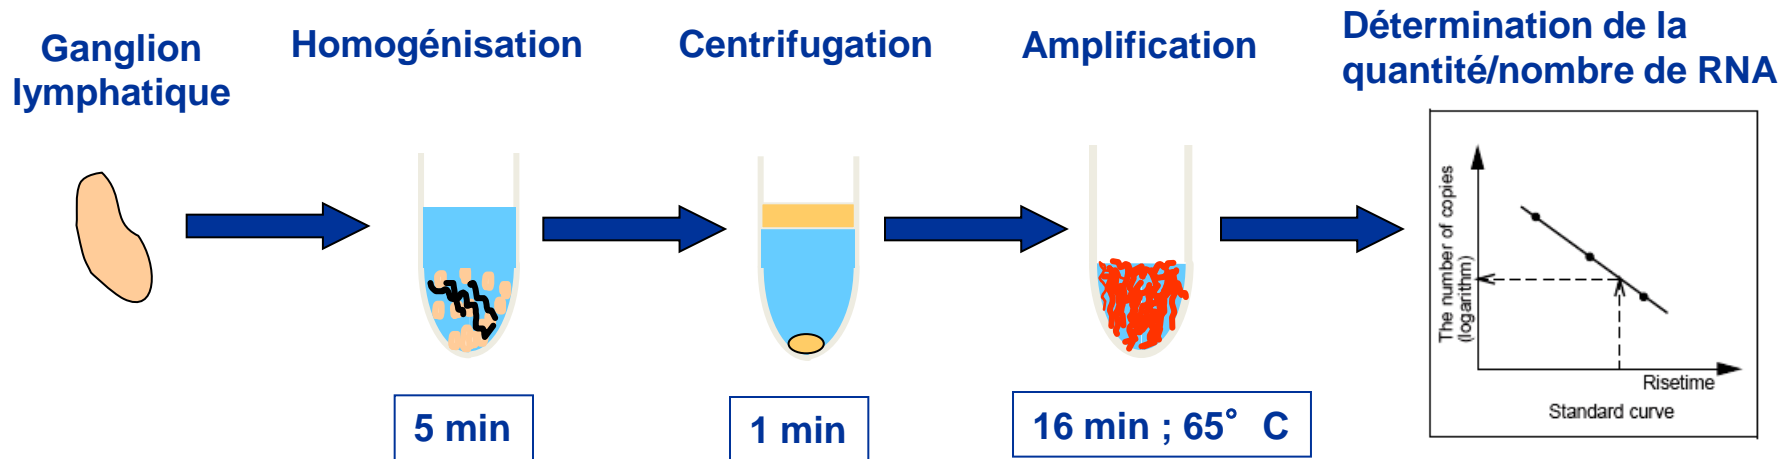 Ganglion
lymphatique
Homogénisation
Centrifugation
Amplification
Détermination de la
quantité/nombre de RNA
The number of copies
(logarithm)
Risetime
Standard curve
5 min
1 min
16 min ; 65° C